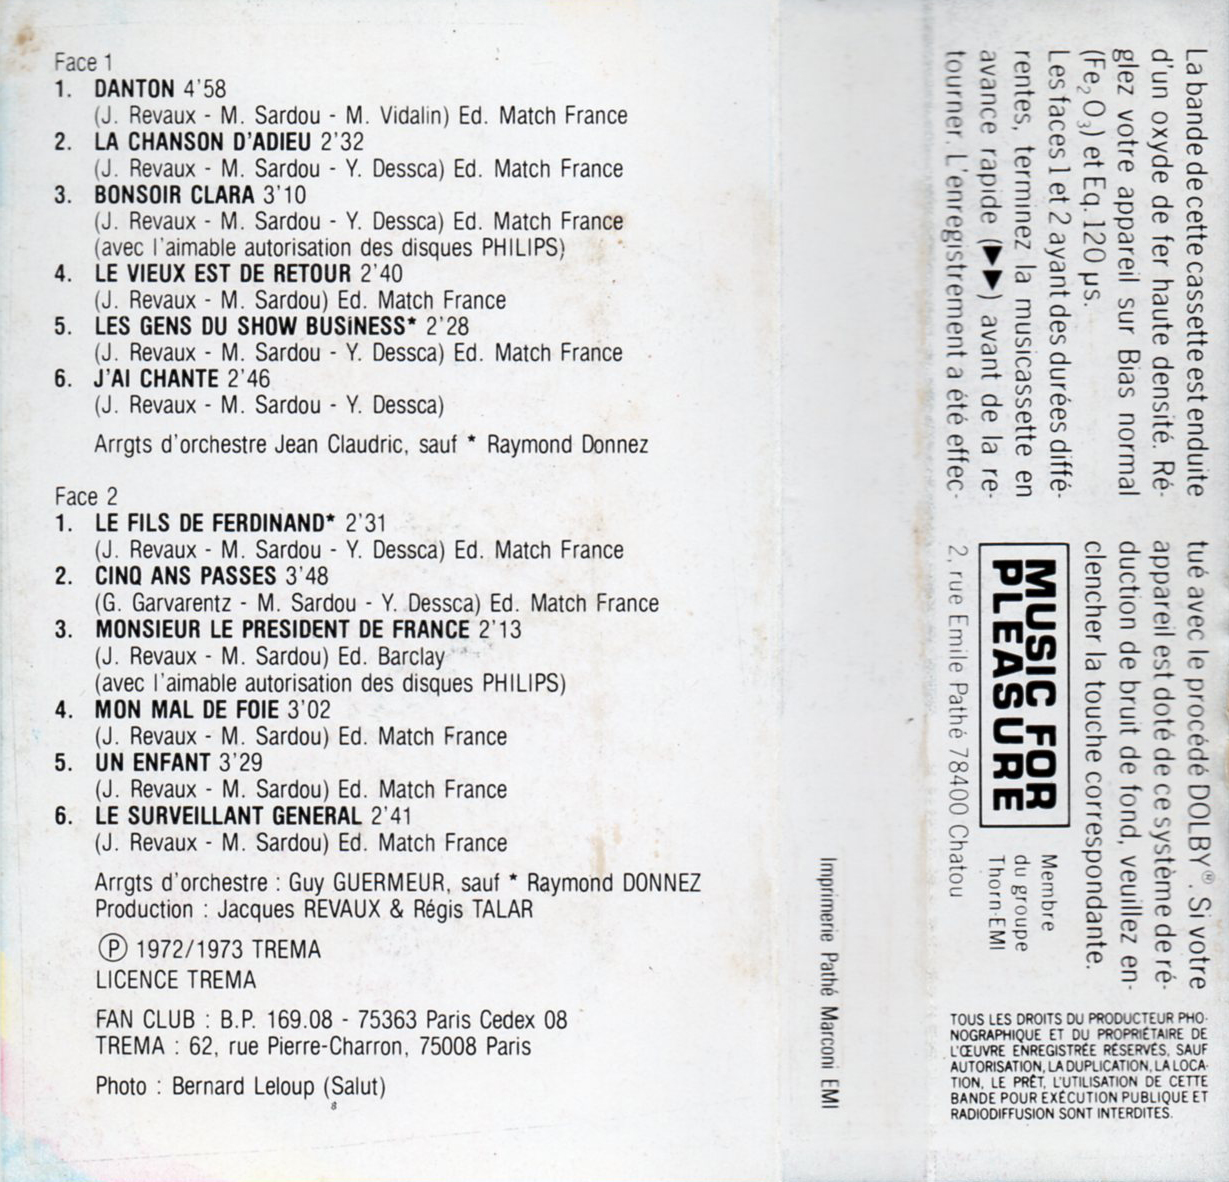 Face 1
1. DANTON 4'58
(J. Revaux - M. Sardou - M. Vidalin) Ed. Match France
2. LA CHANSON D'ADIEU 2'32
(J. Revaux - M. Sardou - Y. Dessca) Ed. Match France
3. BONSOIR CLARA 3'10
(J. Revaux - M. Sardou - Y. Dessca) Ed. Match France
(avec l'aimable autorisation des disques PHILIPS)
4. LE VIEUX EST DE RETOUR 2'40
(J. Revaux - M. Sardou) Ed. Match France
5. LES GENS DU SHOW BUSiNESS* 2'28
(J. Revaux - M. Sardou - Y. Dessca) Ed. Match France
6. J'AI CHANTE 2'46
(J. Revaux - M. Sardou - Y. Dessca)
Arrgts d'orchestre Jean Claudric, sauf * Raymond Donnez
Face 2
1. LE FILS DE FERDINAND* 2'31
(J. Revaux - M. Sardou - Y. Dessca) Ed. Match France
2. CINQ ANS PASSES 3'48
(G. Garvarentz - M. Sardou - Y. Dessca) Ed. Match France
3. MONSIEUR LE PRESIDENT DE FRANCE 2'13
(J. Revaux - M. Sardou) Ed. Barclay
(avec l'aimable autorisation des disques PHILIPS)
4. MON MAL DE FOIE 3'02
(J. Revaux - M. Sardou) Ed. Match France
5. UN ENFANT 3'29
(J. Revaux - M. Sardou) Ed. Match France
6. LE SURVEILLANT GENERAL 2'41
(J. Revaux - M. Sardou) Ed. Match France
Arrgts d'orchestre : Guy GUERMEUR, sauf * Raymond DONNEZ
Production : Jacques REVAUX & Régis TALAR
Ⓟ 1972/1973 TREMA
LICENCE TREMA
FAN CLUB : B.P. 169.08 - 75363 Paris Cedex 08
TREMA : 62, rue Pierre-Charron, 75008 Paris
Photo : Bernard Leloup (Salut)
8
Imprimerie Pathé Marconi EMI
La bande de cette cassette est enduite
d'un oxyde de fer haute densité. Ré-
glez votre appareil sur Bias normal
(Fe₂O₃) et Eq. 120 µs.
Les faces 1 et 2 ayant des durées diffé-
rentes, terminez la musicassette en
avance rapide (▶▶) avant de la re-
tourner. L'enregistrement a été effec-
tué avec le procédé DOLBY®. Si votre
appareil est doté de ce système de ré-
duction de bruit de fond, veuillez en-
clencher la touche correspondante.
MUSIC FOR
PLEASURE
Membre
du groupe
Thorn-EMI
2, rue Emile Pathé 78400 Chatou
TOUS LES DROITS DU PRODUCTEUR PHO-
NOGRAPHIQUE ET DU PROPRIÉTAIRE DE
L'ŒUVRE ENREGISTRÉE RÉSERVÉS, SAUF
AUTORISATION, LA DUPLICATION, LA LOCA-
TION, LE PRÊT, L'UTILISATION DE CETTE
BANDE POUR EXÉCUTION PUBLIQUE ET
RADIODIFFUSION SONT INTERDITES.